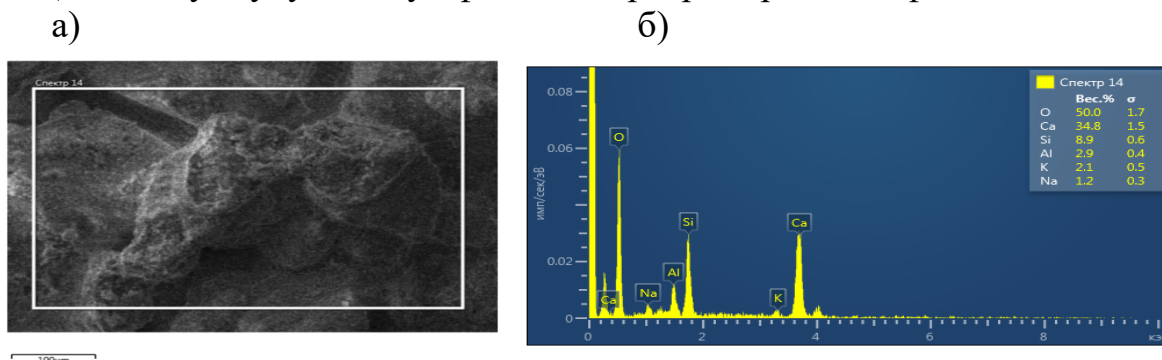 а) б)
Спектр 14
0.08
0.06
0.02
0
имп/сек/эВ
O
Ca
Na
Al
Si
K
Ca
0 2 4 6 8 кэ
Спектр 14
Вес.% σ
O 50.0 1.7
Ca 34.8 1.5
Si 8.9 0.6
Al 2.9 0.4
K 2.1 0.5
Na 1.2 0.3